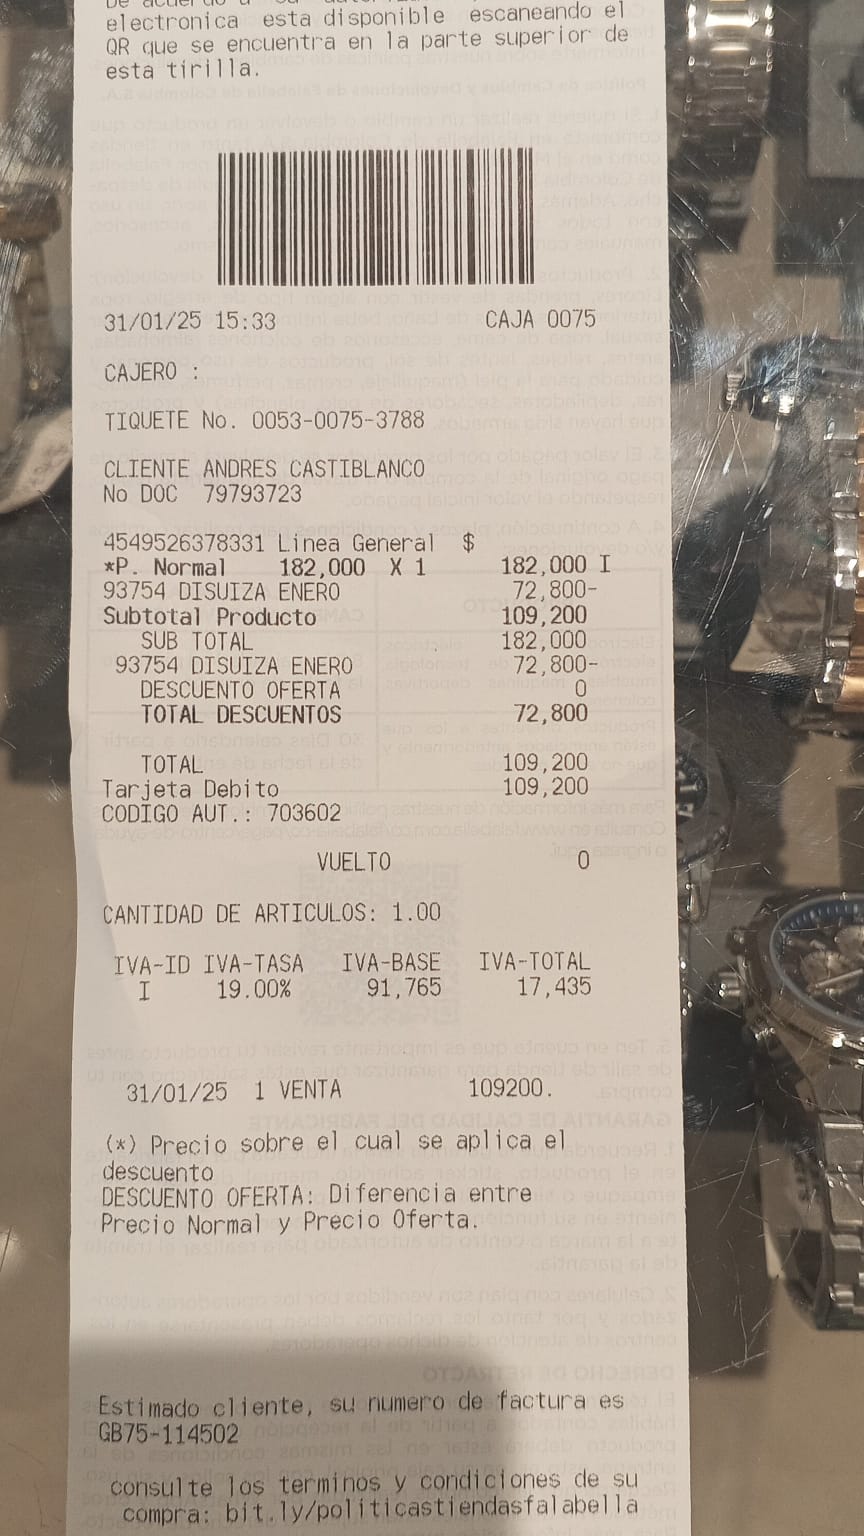 electronica esta disponible escaneando el
QR que se encuentra en la parte superior de
esta tirilla.
31/01/25 15:33 CAJA 0075
CAJERO :
TIQUETE No. 0053-0075-3788
CLIENTE ANDRES CASTIBLANCO
No DOC 79793723
4549526378331 Linea General $
*P. Normal 182,000 X 1 182,000 I
93754 DISUIZA ENERO 72,800-
Subtotal Producto 109,200
SUB TOTAL 182,000
93754 DISUIZA ENERO 72,800-
DESCUENTO OFERTA 0
TOTAL DESCUENTOS 72,800
TOTAL 109,200
Tarjeta Debito 109,200
CODIGO AUT.: 703602
VUELTO 0
CANTIDAD DE ARTICULOS: 1.00
IVA-ID IVA-TASA IVA-BASE IVA-TOTAL
I 19.00% 91,765 17,435
31/01/25 1 VENTA 109200.
(*) Precio sobre el cual se aplica el
descuento
DESCUENTO OFERTA: Diferencia entre
Precio Normal y Precio Oferta.
Estimado cliente, su numero de factura es
GB75-114502
consulte los terminos y condiciones de su
compra: bit.ly/politicastiendasfalabella